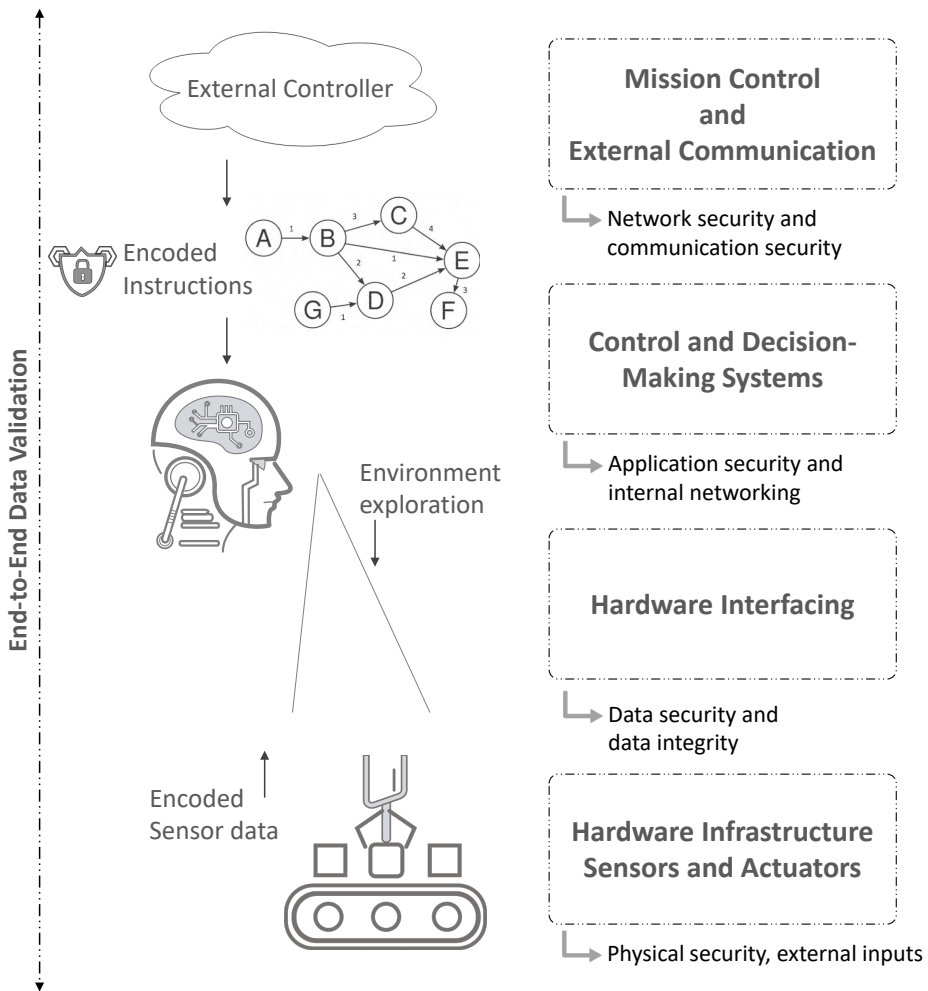 External Controller
Encoded
Instructions
A
1
B
3
C
4
1
E
2
2
3
G
1
D
F
Environment
exploration
Encoded
Sensor data
End-to-End Data Validation
Mission Control
and
External Communication
Network security and
communication security
Control and Decision-
Making Systems
Application security and
internal networking
Hardware Interfacing
Data security and
data integrity
Hardware Infrastructure
Sensors and Actuators
Physical security, external inputs